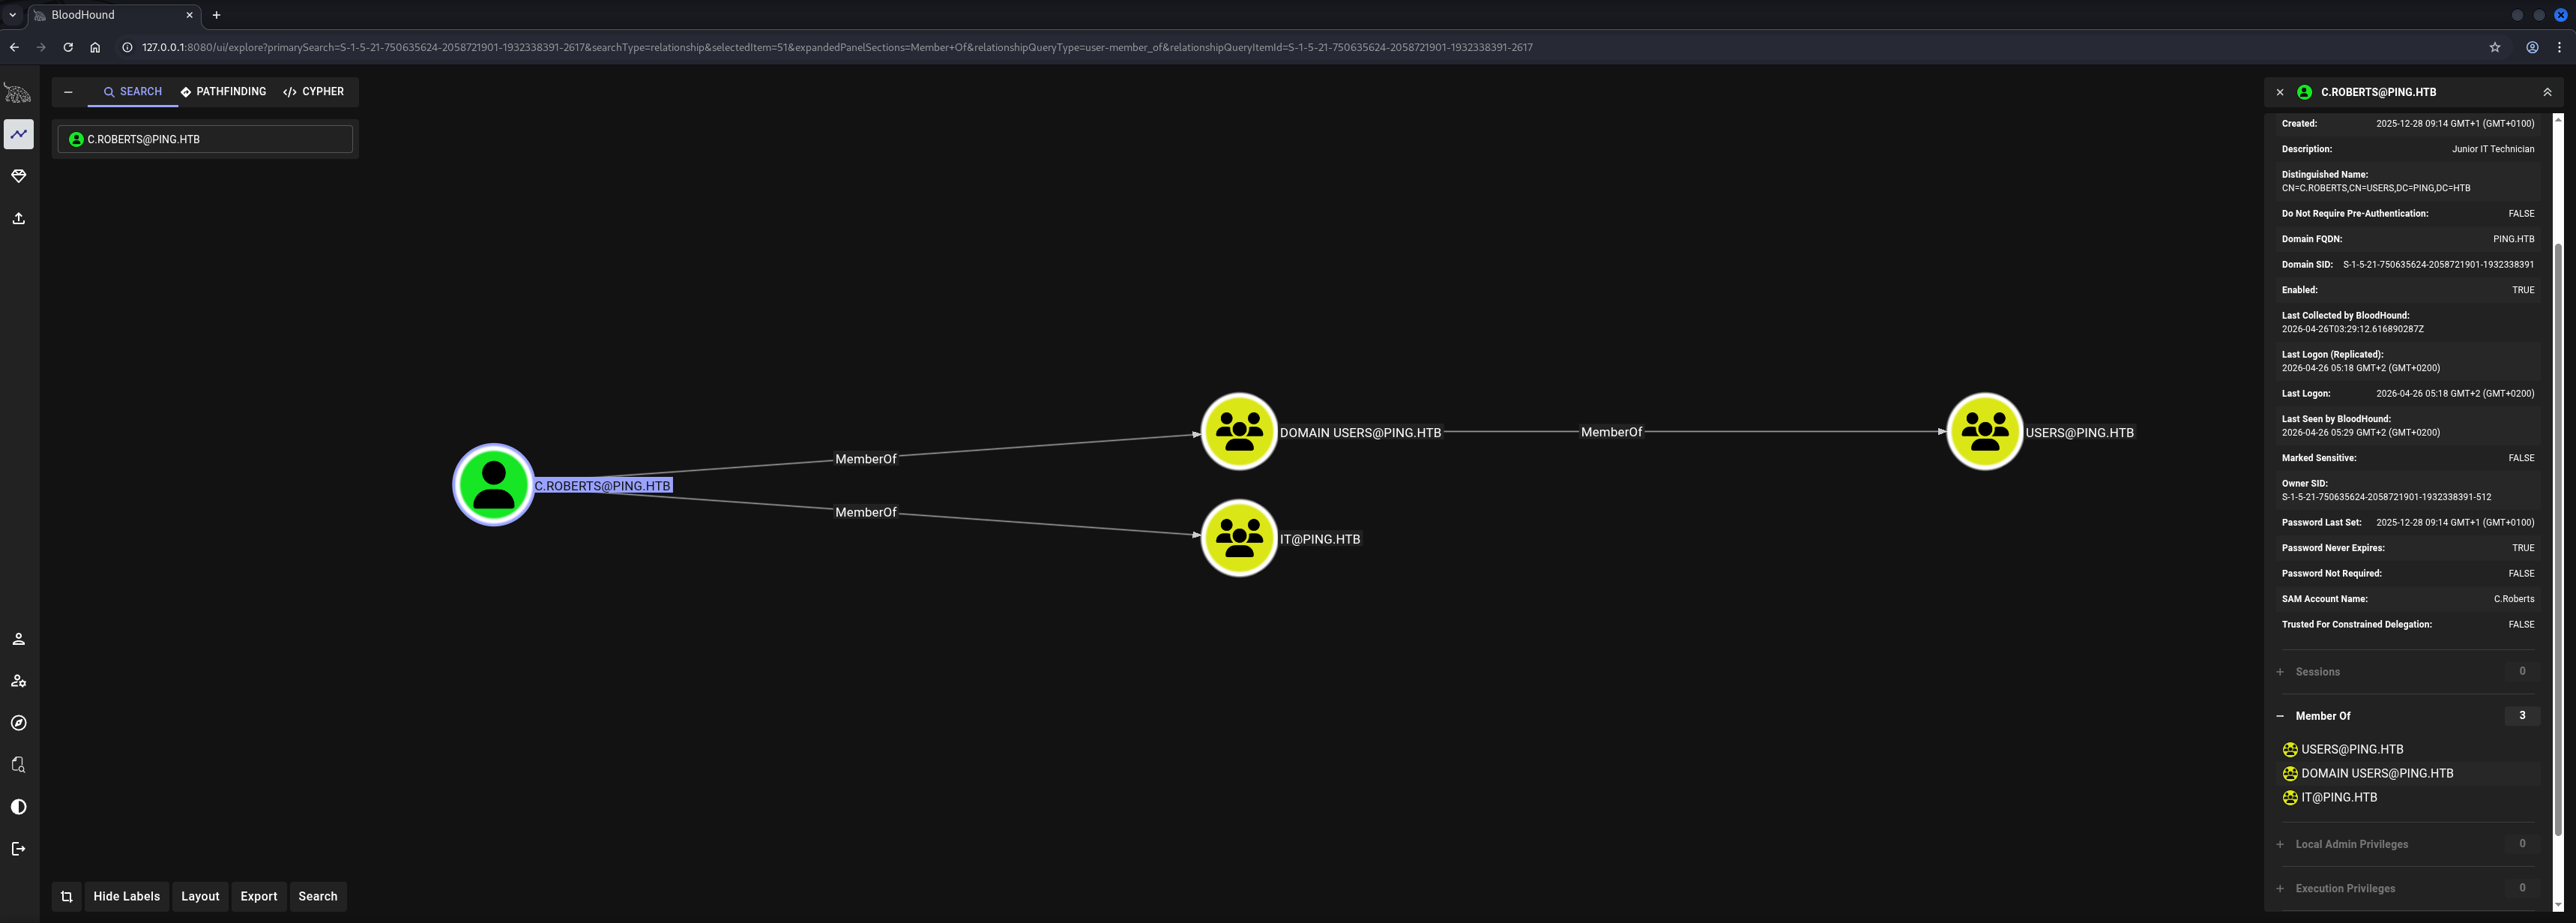 BloodHound
127.0.0.1:8080/ui/explore?primarySearch=S-1-5-21-750635624-2058721901-1932338391-2617&searchType=relationship&selectedItem=51&expandedPanelSections=Member+Of&relationshipQueryType=user-member_of&relationshipQueryItemId=S-1-5-21-750635624-2058721901-1932338391-2617
SEARCH PATHFINDING </> CYPHER
C.ROBERTS@PING.HTB
C.ROBERTS@PING.HTB
MemberOf
MemberOf
DOMAIN USERS@PING.HTB
MemberOf
USERS@PING.HTB
IT@PING.HTB
Hide Labels Layout Export Search
C.ROBERTS@PING.HTB
Created: 2025-12-28 09:14 GMT+1 (GMT+0100)
Description: Junior IT Technician
Distinguished Name:
CN=C.ROBERTS,CN=USERS,DC=PING,DC=HTB
Do Not Require Pre-Authentication: FALSE
Domain FQDN: PING.HTB
Domain SID: S-1-5-21-750635624-2058721901-1932338391
Enabled: TRUE
Last Collected by BloodHound:
2026-04-26T03:29:12.616890287Z
Last Logon (Replicated):
2026-04-26 05:18 GMT+2 (GMT+0200)
Last Logon: 2026-04-26 05:18 GMT+2 (GMT+0200)
Last Seen by BloodHound:
2026-04-26 05:29 GMT+2 (GMT+0200)
Marked Sensitive: FALSE
Owner SID:
S-1-5-21-750635624-2058721901-1932338391-512
Password Last Set: 2025-12-28 09:14 GMT+1 (GMT+0100)
Password Never Expires: TRUE
Password Not Required: FALSE
SAM Account Name: C.Roberts
Trusted For Constrained Delegation: FALSE
Sessions 0
Member Of 3
USERS@PING.HTB
DOMAIN USERS@PING.HTB
IT@PING.HTB
Local Admin Privileges 0
Execution Privileges 0